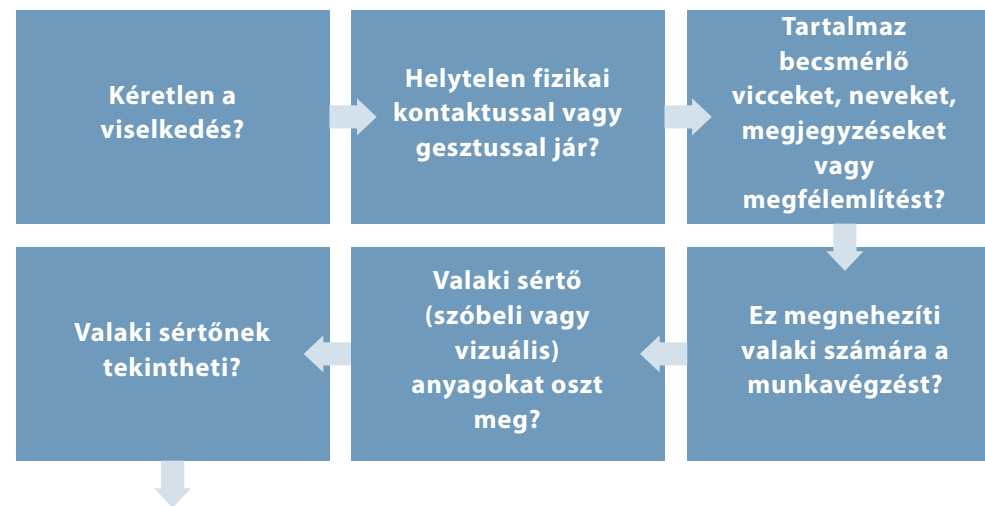 Kéretlen a
viselkedés?
Helytelen fizikai
kontaktussal vagy
gesztussal jár?
Tartalmaz
becsmérlő
vicceket, neveket,
megjegyzéseket
vagy
megfélemlítést?
Ez megnehezíti
valaki számára a
munkavégzést?
Valaki sértő
(szóbeli vagy
vizuális)
anyagokat oszt
meg?
Valaki sértőnek
tekintheti?